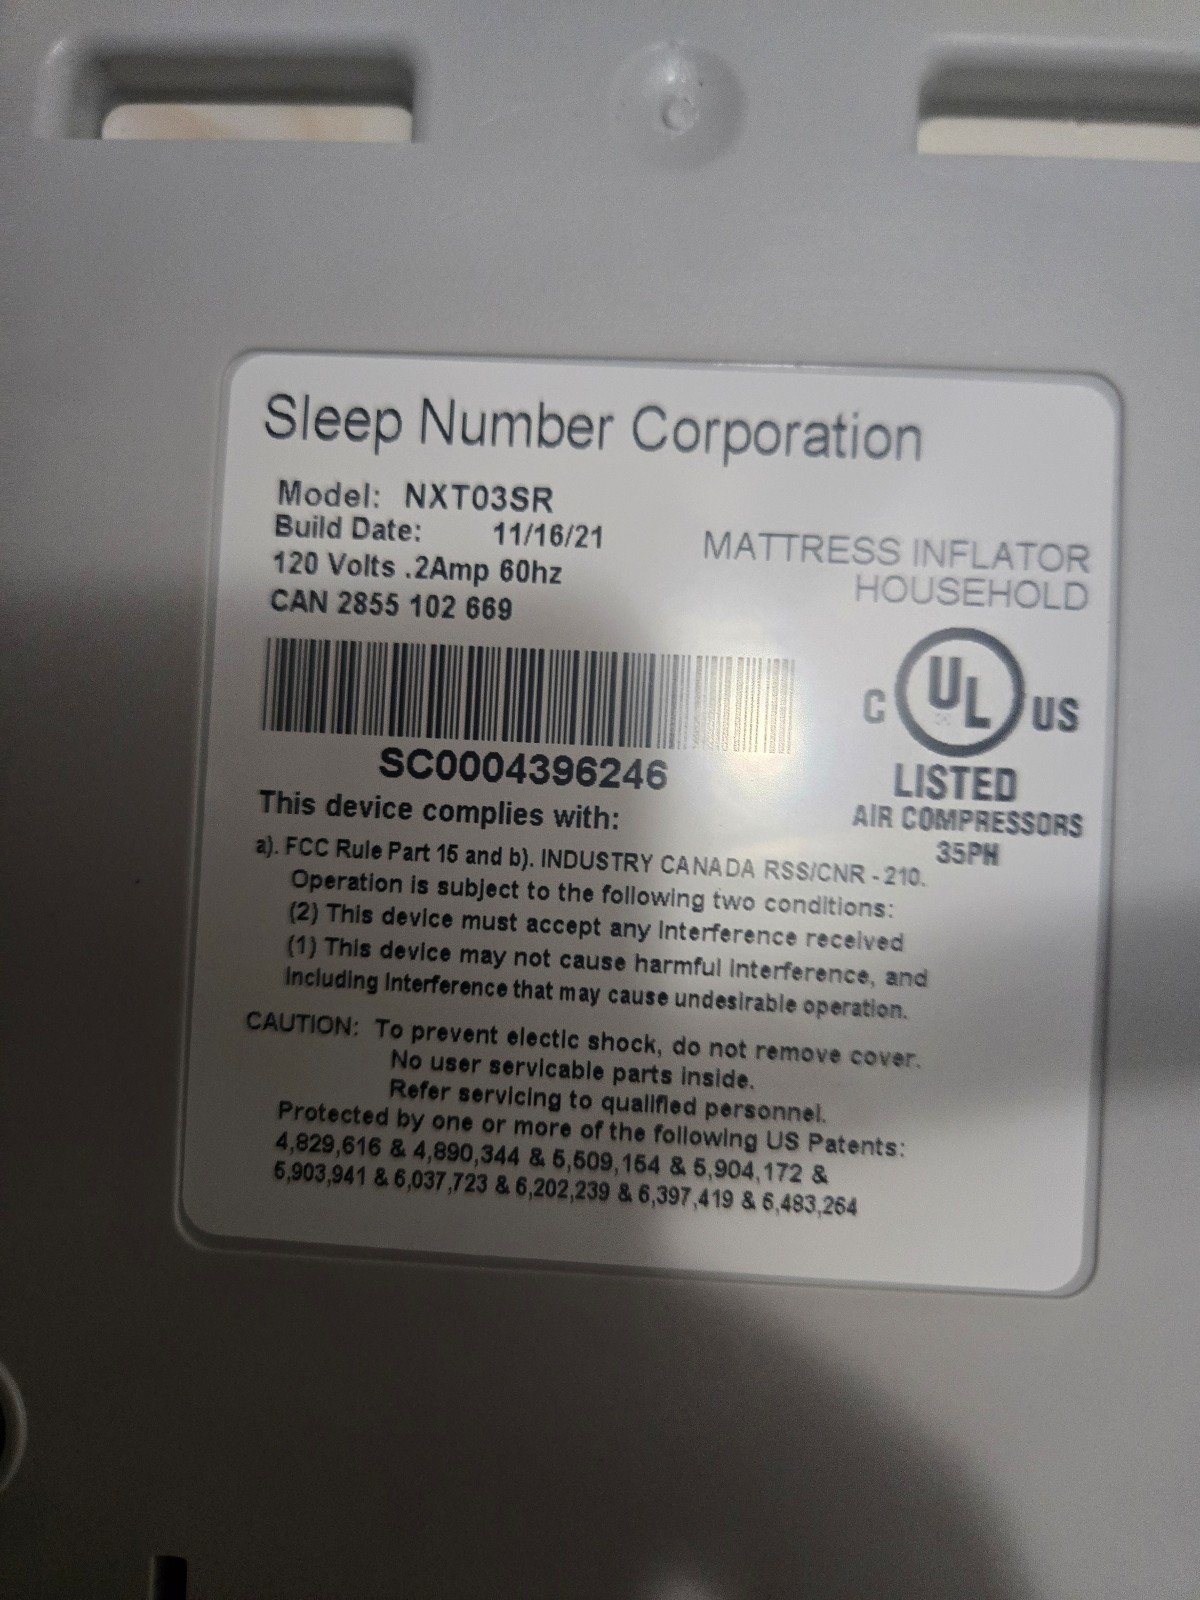 Sleep Number Corporation
Model: NXT03SR
Build Date: 11/16/21
120 Volts .2Amp 60hz
CAN 2855 102 669
MATTRESS INFLATOR
HOUSEHOLD
C UL US
LISTED
AIR COMPRESSORS
35PH
SC0004396246
This device complies with:
a). FCC Rule Part 15 and b). INDUSTRY CANADA RSS/CNR - 210.
Operation is subject to the following two conditions:
(2) This device must accept any interference received
(1) This device may not cause harmful interference, and
including interference that may cause undesirable operation.
CAUTION: To prevent electic shock, do not remove cover.
No user servicable parts inside.
Refer servicing to qualified personnel.
Protected by one or more of the following US Patents:
4,829,616 & 4,890,344 & 5,509,154 & 5,904,172 &
5,903,941 & 6,037,723 & 6,202,239 & 6,397,419 & 6,483,264